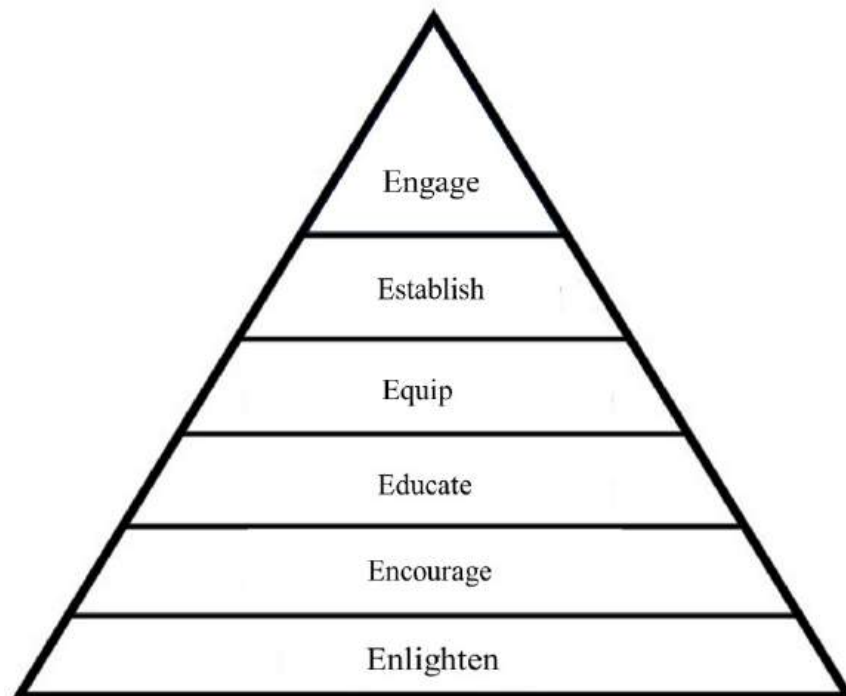 Engage
Establish
Equip
Educate
Encourage
Enlighten